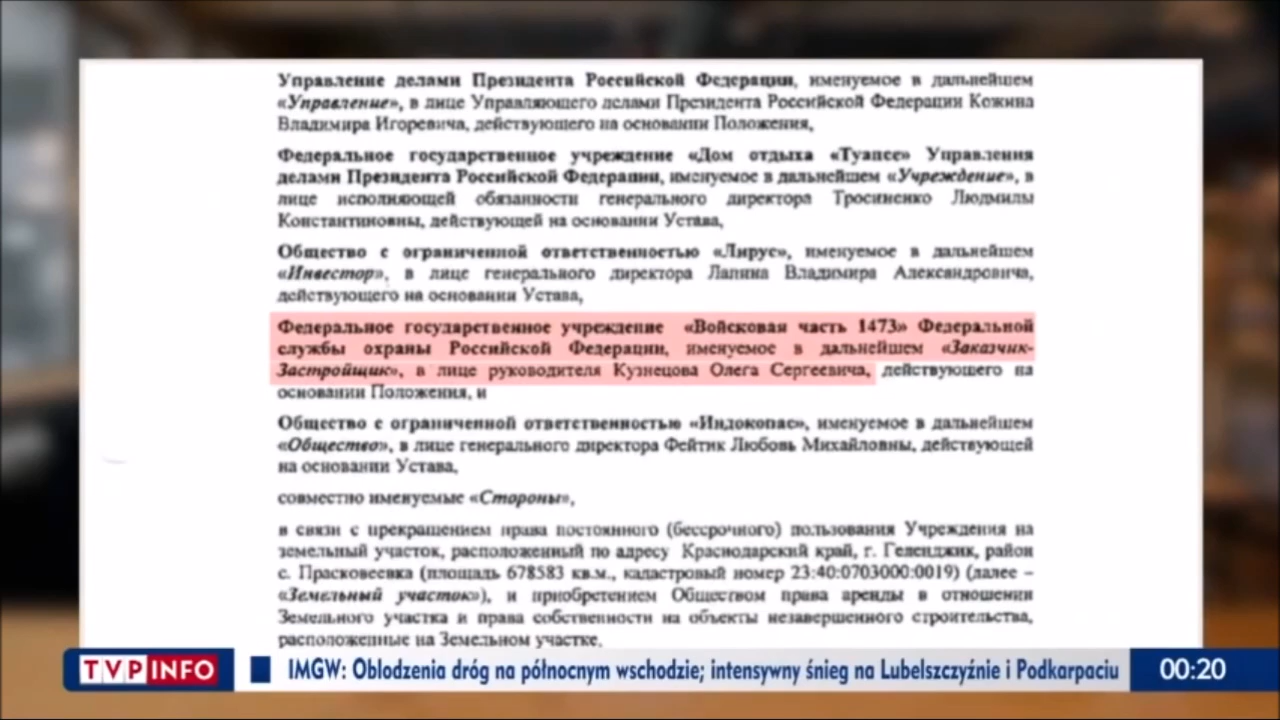 Управление делами Президента Российской Федерации, именуемое в дальнейшем
«Управление», в лице Управляющего делами Президента Российской Федерации Кожина
Владимира Игоревича, действующего на основании Положения,
Федеральное государственное учреждение «Дом отдыха «Туапсе» Управления
делами Президента Российской Федерации, именуемое в дальнейшем «Учреждение», в
лице исполняющей обязанности генерального директора Тросиненко Людмилы
Константиновны, действующей на основании Устава,
Общество с ограниченной ответственностью «Лирус», именуемое в дальнейшем
«Инвестор», в лице генерального директора Лапина Владимира Александровича,
действующего на основании Устава,
Федеральное государственное учреждение «Войсковая часть 1473» Федеральной
службы охраны Российской Федерации, именуемое в дальнейшем «Заказчик-
Застройщик», в лице руководителя Кузнецова Олега Сергеевича, действующего на
основании Положения, и
Общество с ограниченной ответственностью «Индокопас», именуемое в дальнейшем
«Общество», в лице генерального директора Фейтик Любовь Михайловны, действующей
на основании Устава,
совместно именуемые «Стороны»,
в связи с прекращением права постоянного (бессрочного) пользования Учреждения на
земельный участок, расположенный по адресу Краснодарский край, г. Геленджик, район
с. Прасковеевка (площадь 678583 кв.м., кадастровый номер 23:40:0703000:0019) (далее –
«Земельный участок»), и приобретением Обществом права аренды в отношении
Земельного участка и права собственности на объекты незавершенного строительства,
расположенные на Земельном участке,
TVP INFO IMGW: Oblodzenia dróg na północnym wschodzie; intensywny śnieg na Lubelszczyźnie i Podkarpaciu 00:20